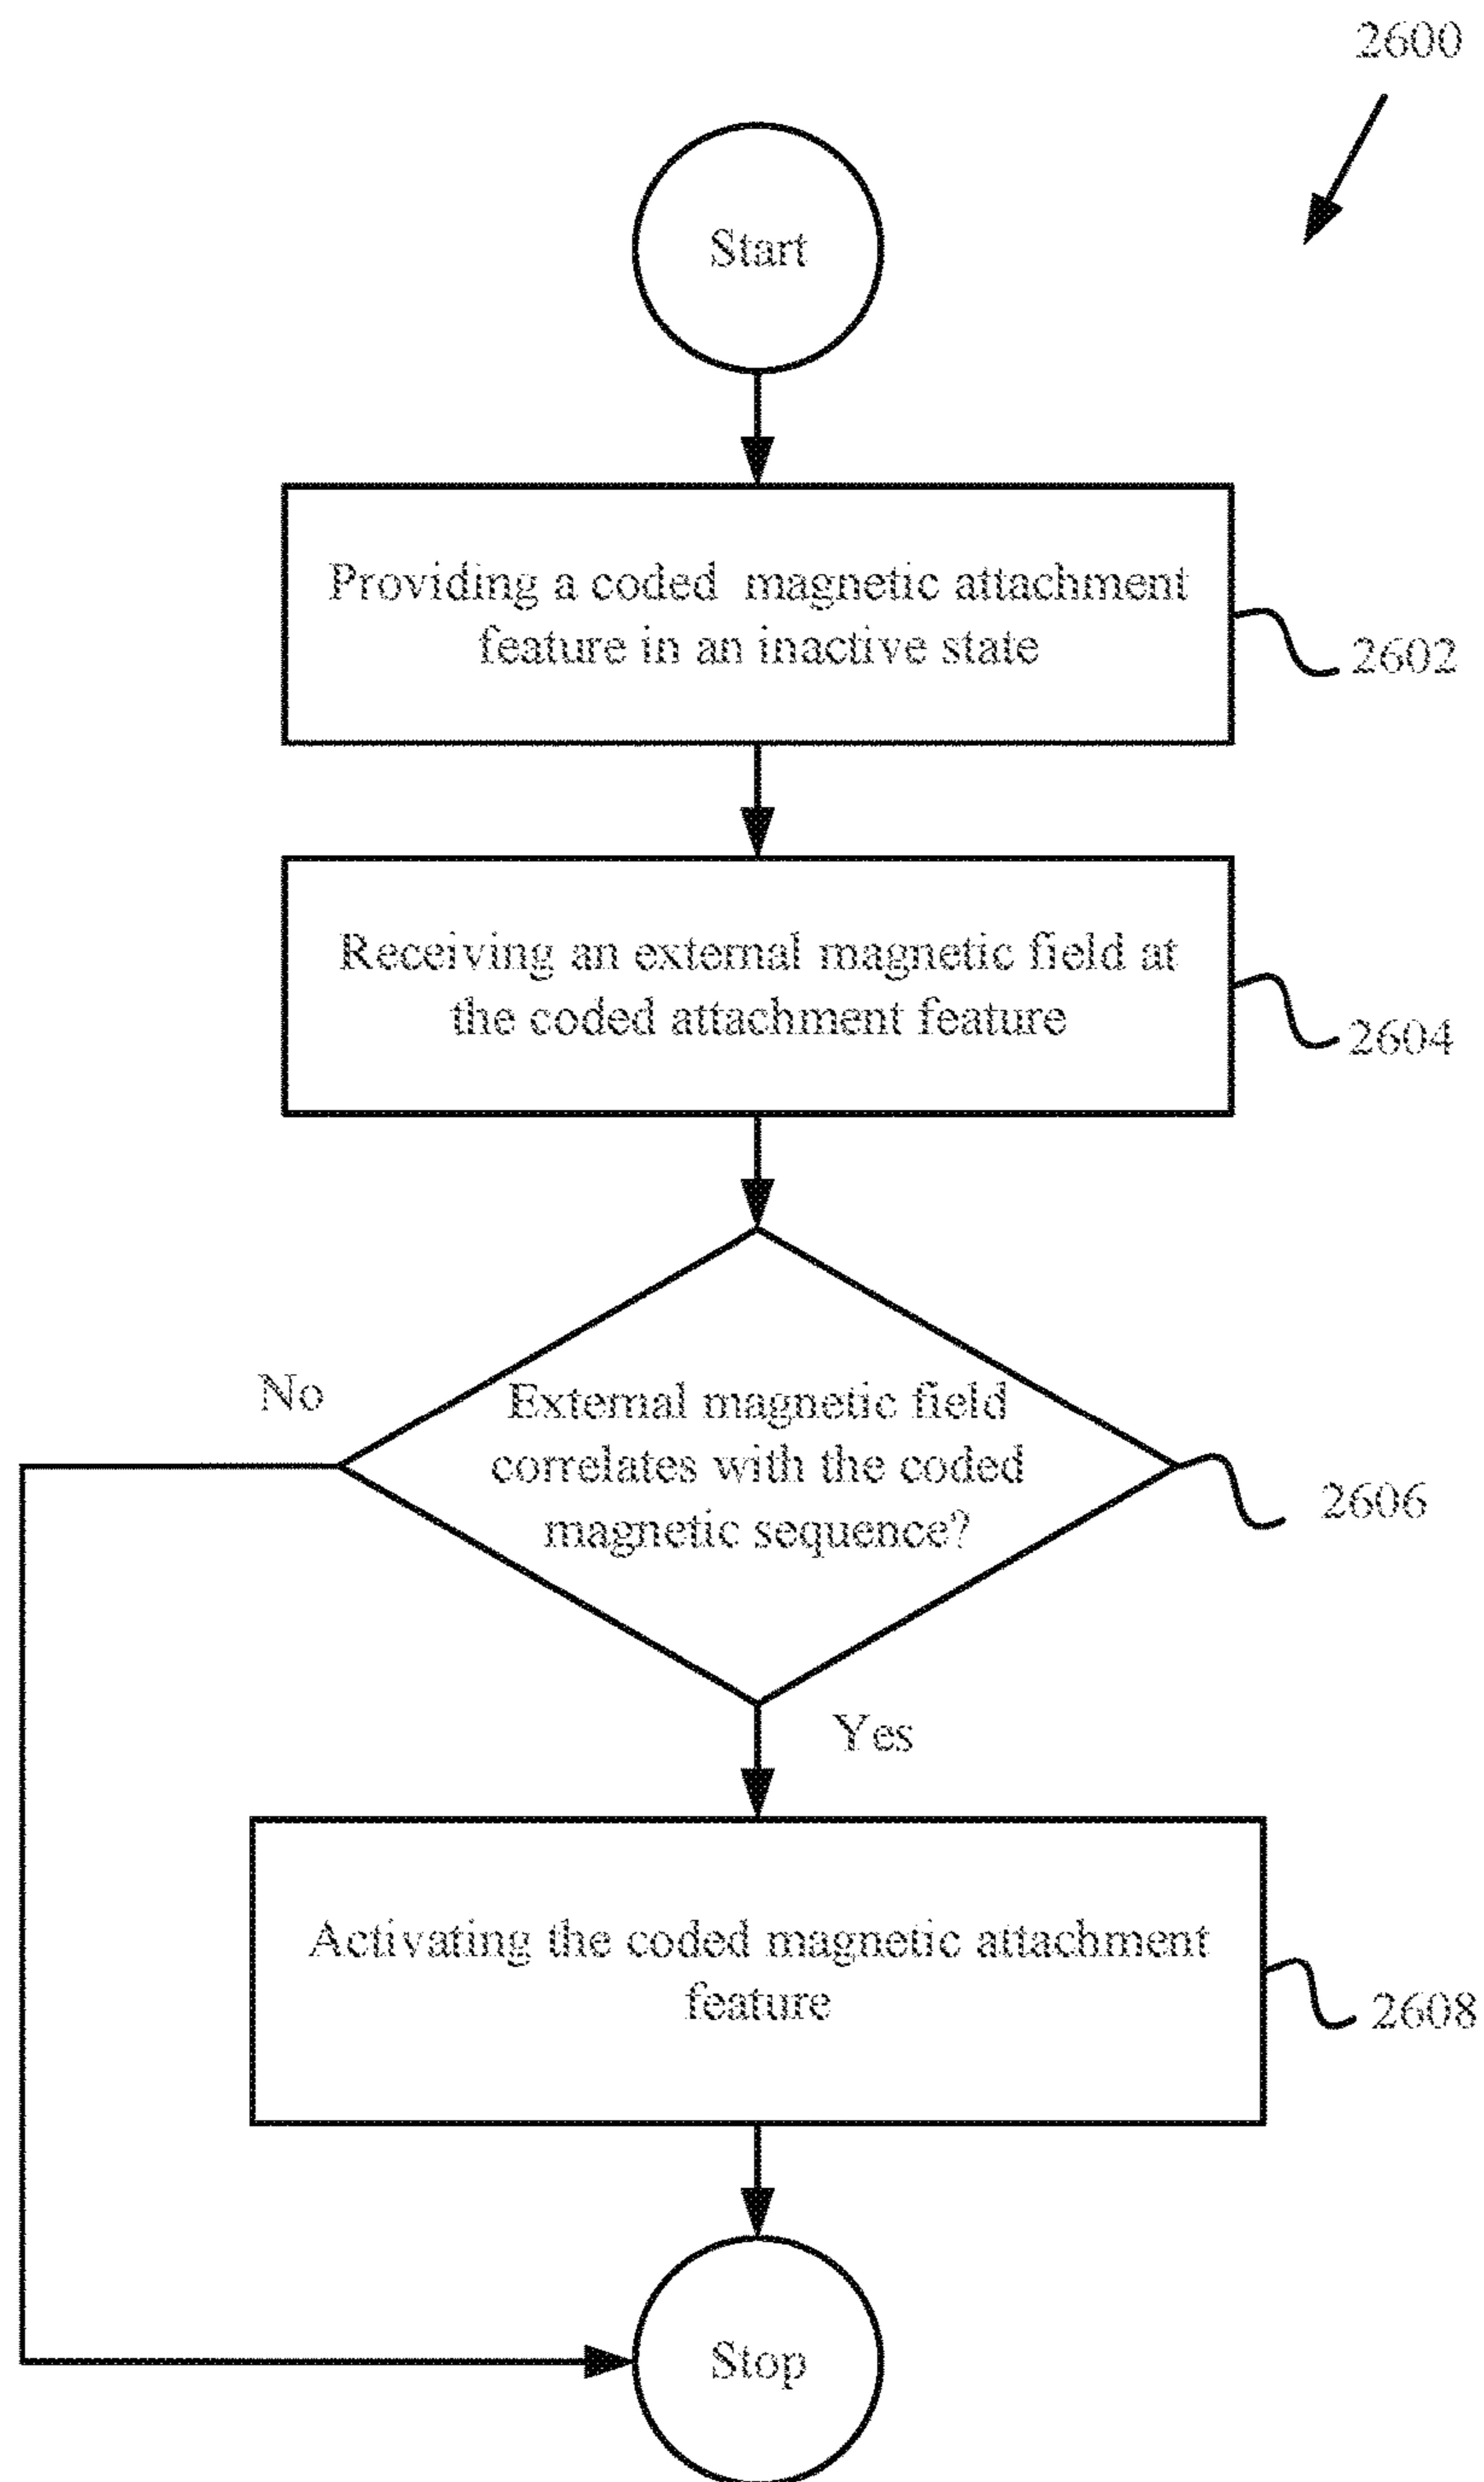 2600
Start
Providing a coded magnetic attachment
feature in an inactive state
2602
Receiving an external magnetic field at
the coded attachment feature
2604
No
External magnetic field
correlates with the coded
magnetic sequence?
2606
Yes
Activating the coded magnetic attachment
feature
2608
Stop